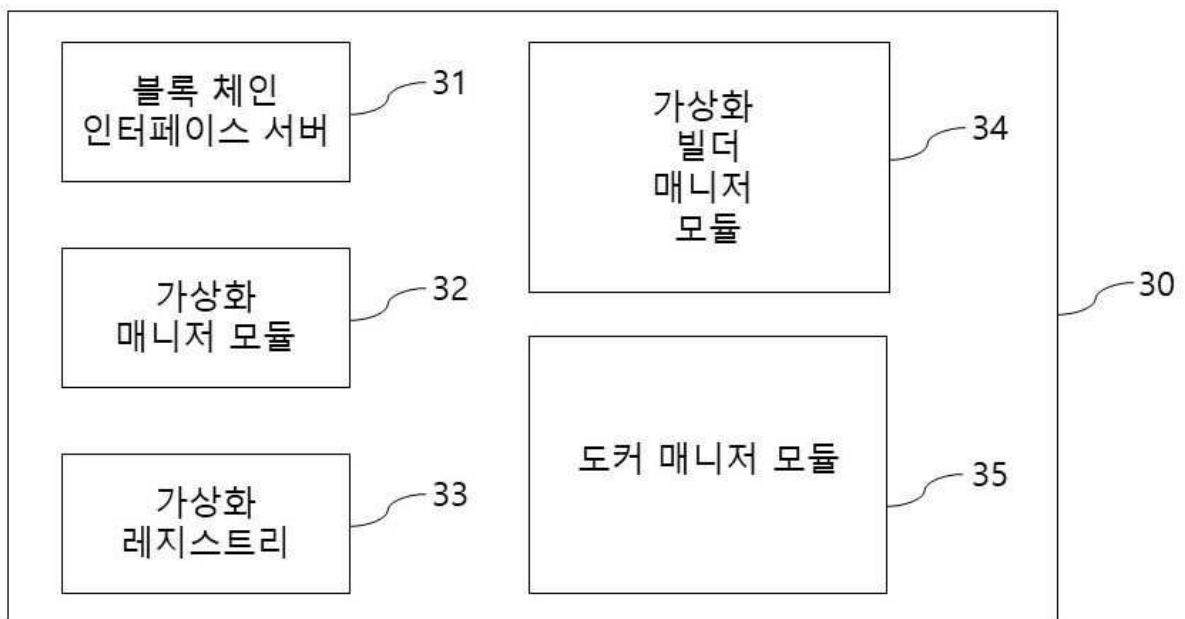 블록 체인
인터페이스 서버
31
가상화
매니저 모듈
32
가상화
레지스트리
33
가상화
빌더
매니저
모듈
34
도커 매니저 모듈
35
30